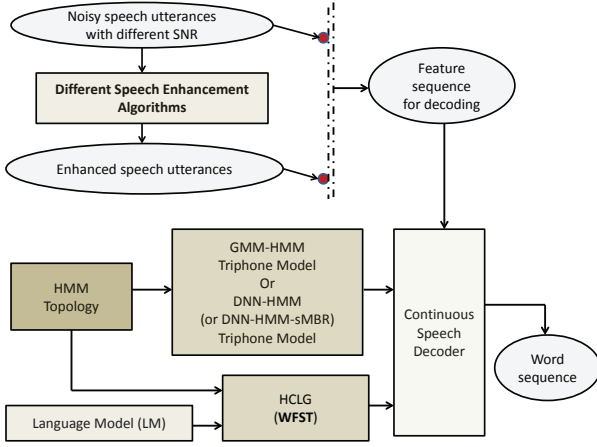 Noisy speech utterances
with different SNR
Different Speech Enhancement
Algorithms
Enhanced speech utterances
Feature
sequence
for decoding
HMM
Topology
GMM-HMM
Triphone Model
Or
DNN-HMM
(or DNN-HMM-sMBR)
Triphone Model
Continuous
Speech
Decoder
Word
sequence
Language Model (LM)
HCLG
(WFST)